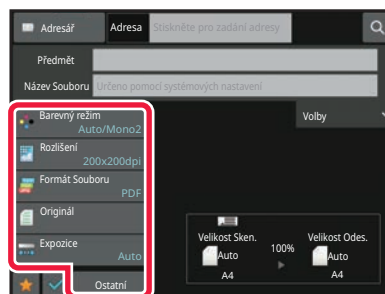 Adresář Adresa Stiskněte pro zadání adresy
Předmět
Název Souboru Určeno pomocí systémových nastavení
Barevný režim
Auto/Mono2
Volby
Rozlišení
200x200dpi
Formát Souboru
PDF
Originál
Expozice
Auto
Ostatní
Velikost Sken. 100% Velikost Odes.
Auto Auto
A4 A4